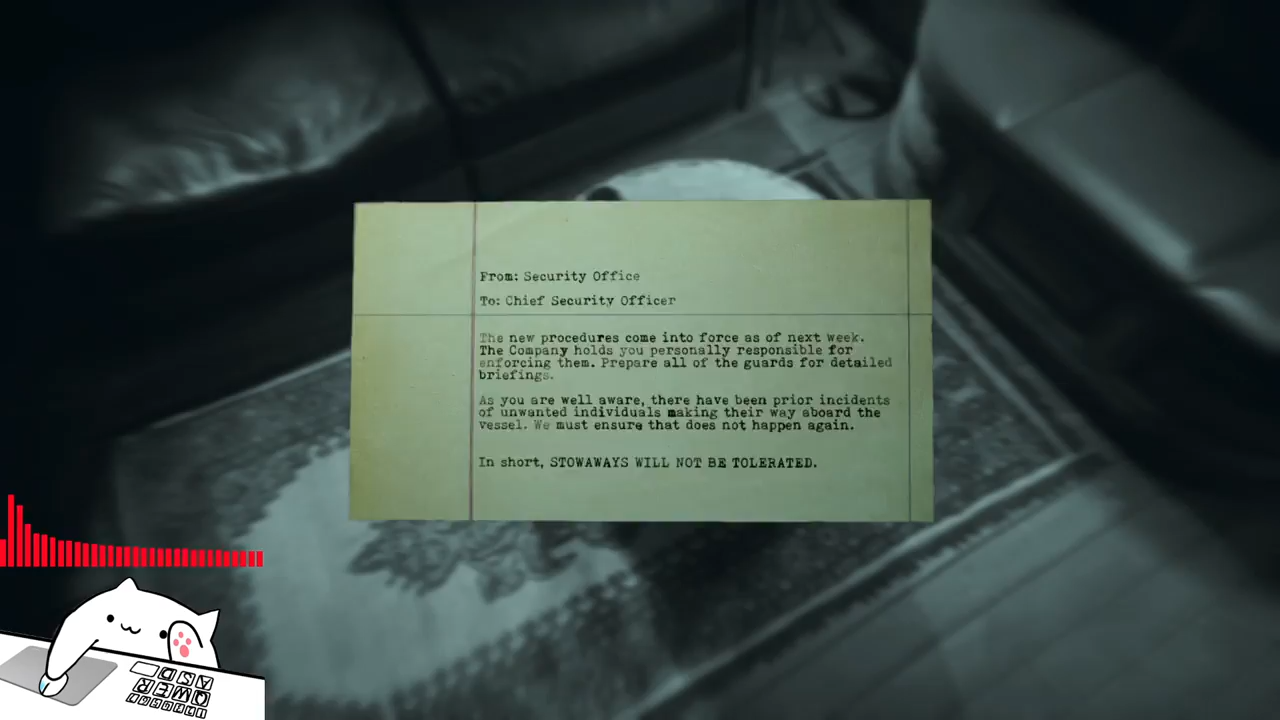 From: Security Office
To: Chief Security Officer
The new procedures come into force as of next week.
The Company holds you personally responsible for
enforcing them. Prepare all of the guards for detailed
briefings.
As you are well aware, there have been prior incidents
of unwanted individuals making their way aboard the
vessel. We must ensure that does not happen again.
In short, STOWAWAYS WILL NOT BE TOLERATED.